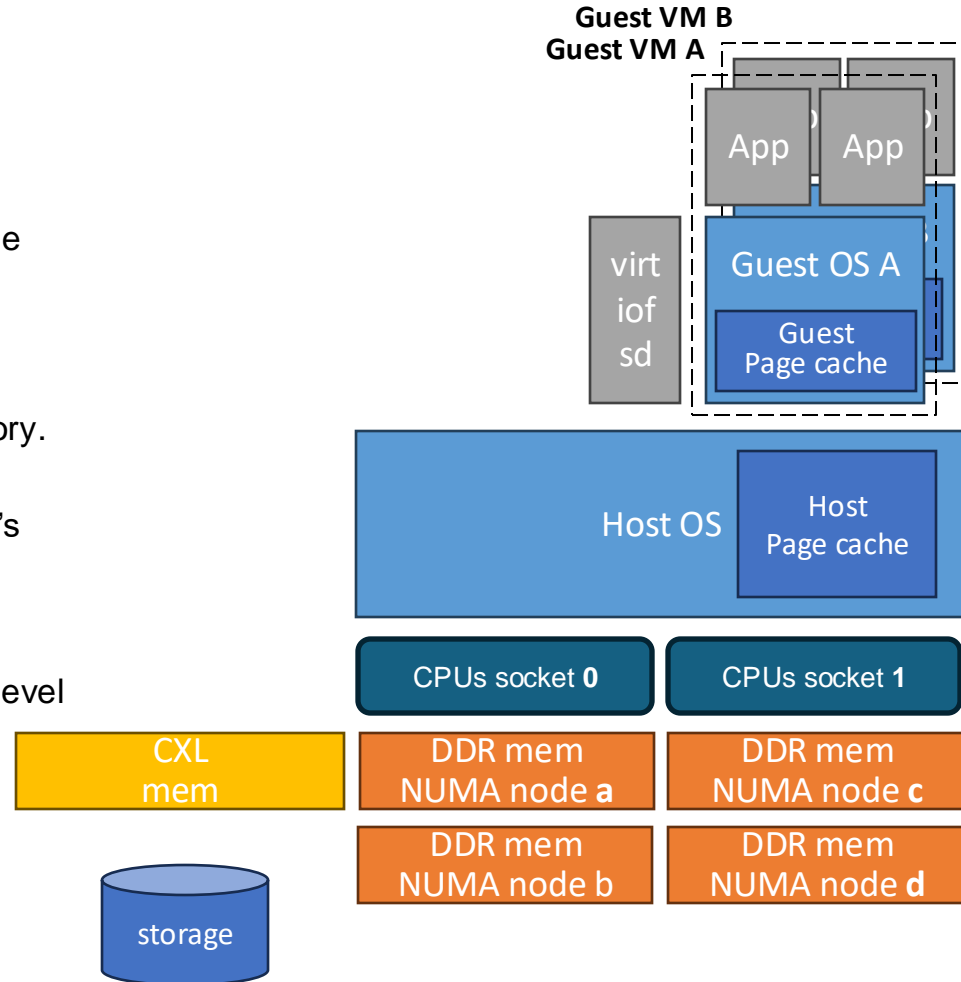 Guest VM B
Guest VM A
App
App
virt
iof
sd
Guest OS A
Guest
Page cache
ory.
's
Host OS
Host
Page cache
CPUs socket 0
CPUs socket 1
evel
CXL
mem
DDR mem
NUMA node a
DDR mem
NUMA node c
DDR mem
NUMA node b
DDR mem
NUMA node d
storage